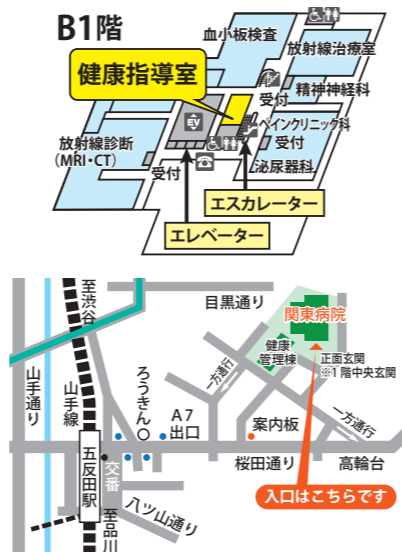 B1階
血小板検査
放射線治療室
健康指導室
受付
精神神経科
EV
ペインクリニック科
放射線診断
(MRI・CT)
受付
受付
泌尿器科
エスカレーター
エレベーター
至渋谷
目黒通り
関東病院
健康
管理棟
正面玄関
※1階中央玄関
一方通行
山手通り
山手線
ろうきん
A7
出口
案内板
一方通行
五反田駅
交番
桜田通り
高輪台
八ツ山通り
至品川
入口はこちらです